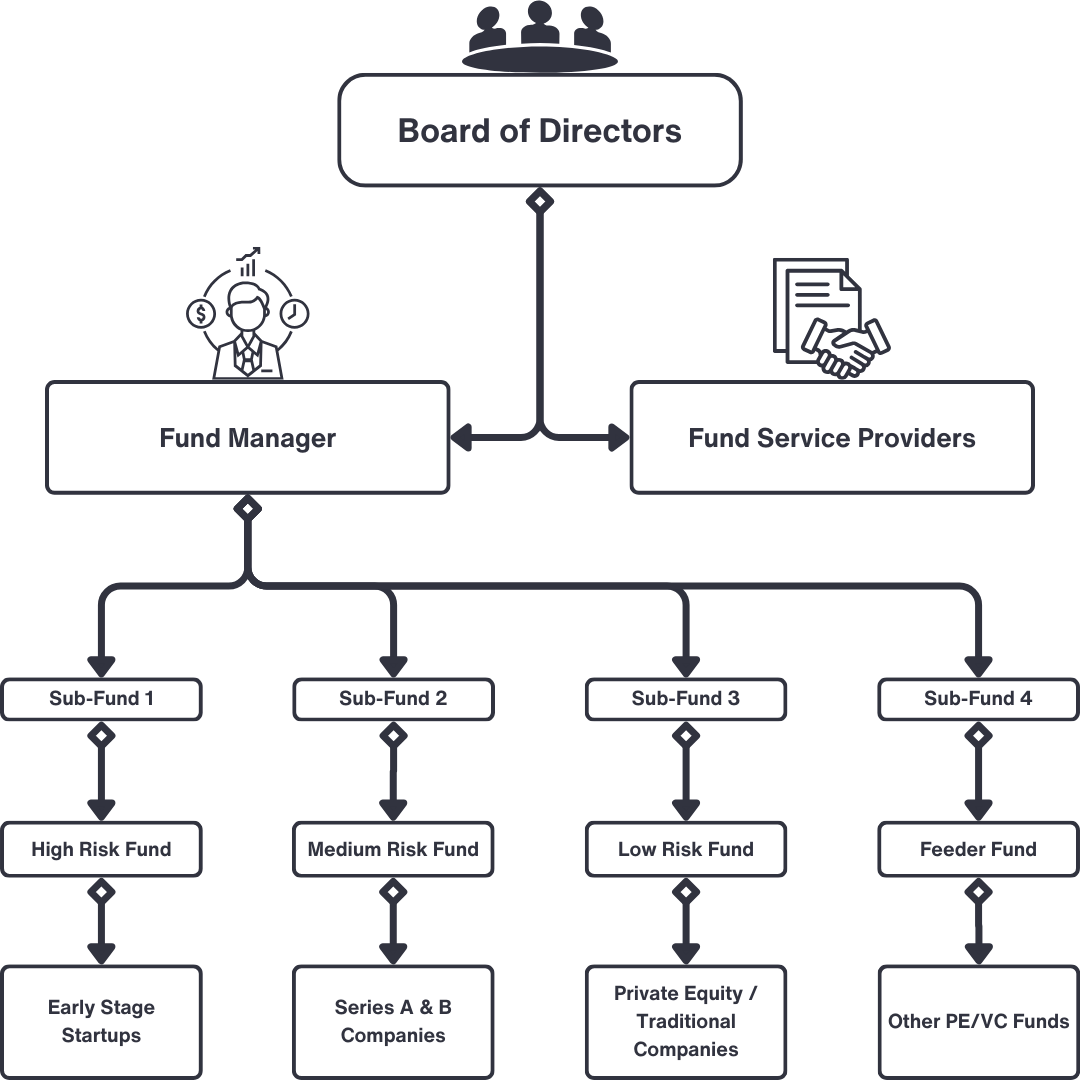 Board of Directors
$
Fund Manager
Fund Service Providers
Sub-Fund 1
Sub-Fund 2
Sub-Fund 3
Sub-Fund 4
High Risk Fund
Medium Risk Fund
Low Risk Fund
Feeder Fund
Early Stage
Startups
Series A & B
Companies
Private Equity /
Traditional
Companies
Other PE/VC Funds